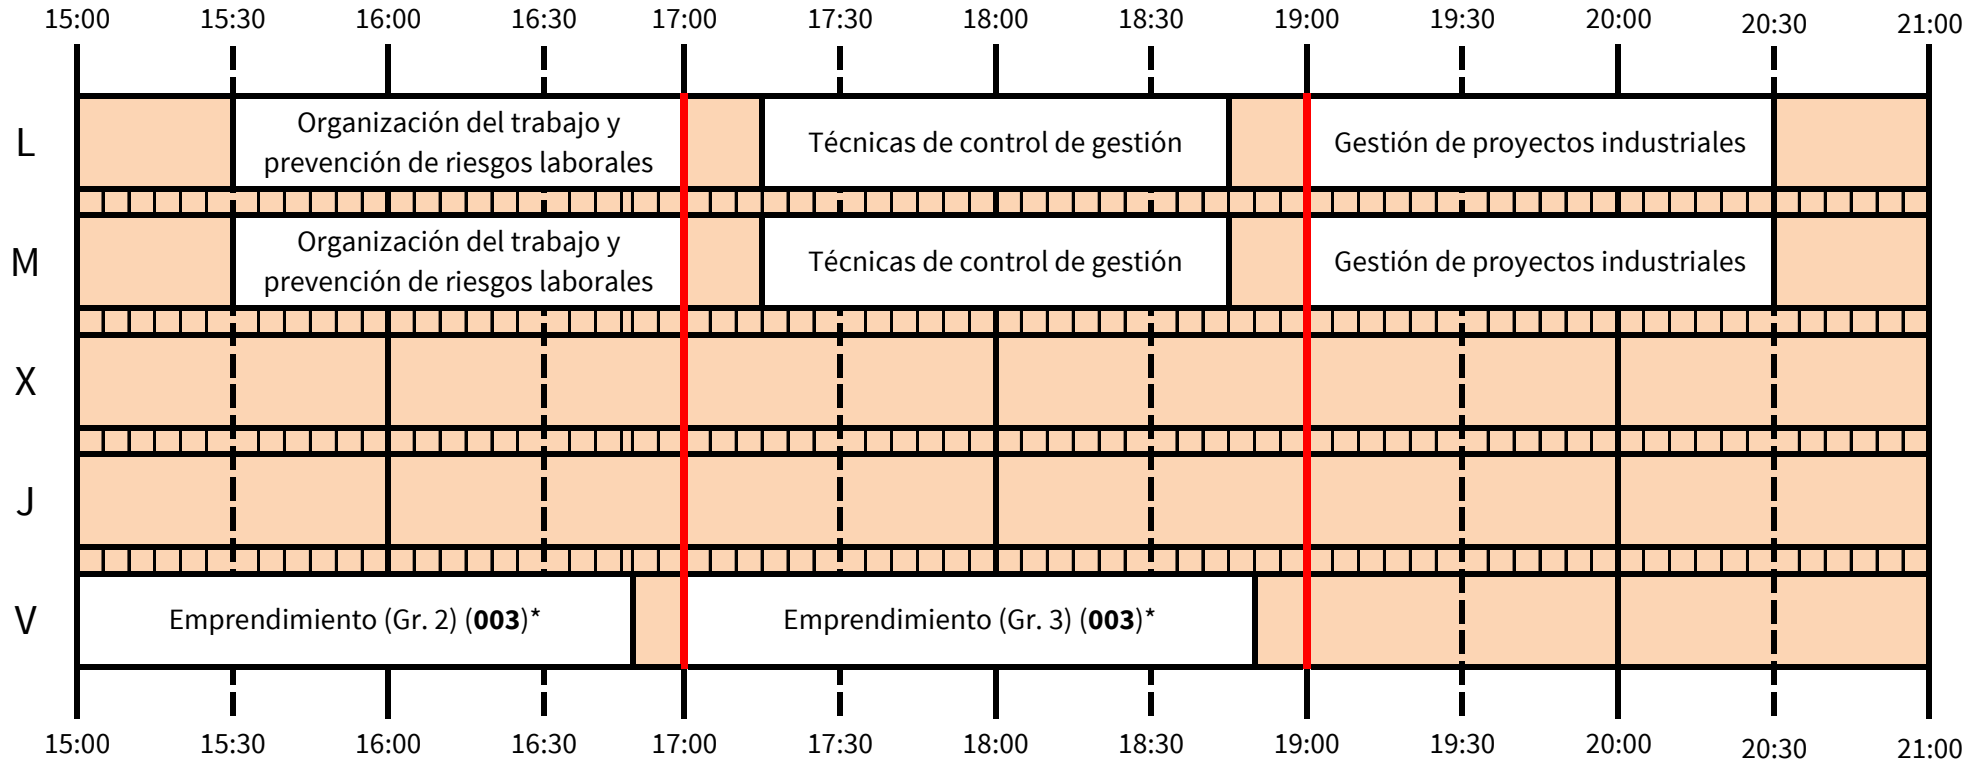 15:00 15:30 16:00 16:30 17:00 17:30 18:00 18:30 19:00 19:30 20:00 20:30 21:00
L
Organización del trabajo y
prevención de riesgos laborales
Técnicas de control de gestión
Gestión de proyectos industriales
M
Organización del trabajo y
prevención de riesgos laborales
Técnicas de control de gestión
Gestión de proyectos industriales
X
J
V
Emprendimiento (Gr. 2) (003)*
Emprendimiento (Gr. 3) (003)*
15:00 15:30 16:00 16:30 17:00 17:30 18:00 18:30 19:00 19:30 20:00 20:30 21:00